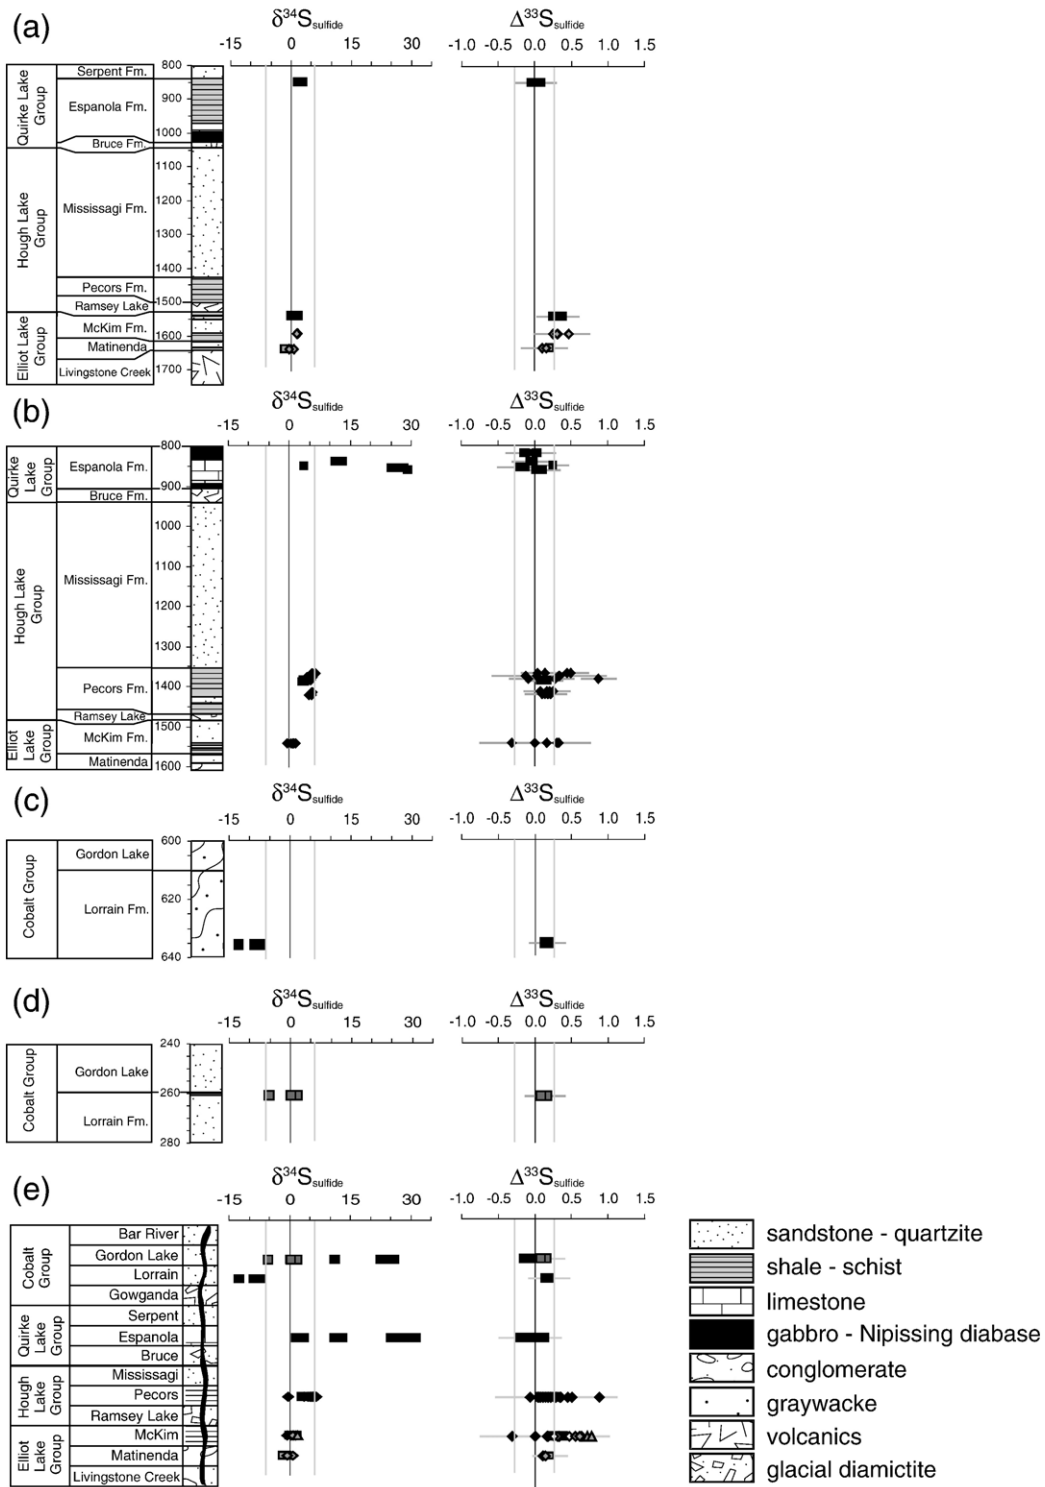 (a)
δ34Ssulfide Δ33Ssulfide
-15 0 15 30 -1.0 -0.5 0.0 0.5 1.0 1.5
Quirke Lake Group
Serpent Fm.
Espanola Fm.
Bruce Fm.
Hough Lake Group
Mississagi Fm.
Pecors Fm.
Ramsey Lake
Elliot Lake Group
McKim Fm.
Matinenda
Livingstone Creek
800
900
1000
1100
1200
1300
1400
1500
1600
1700
(b)
δ34Ssulfide Δ33Ssulfide
-15 0 15 30 -1.0 -0.5 0.0 0.5 1.0 1.5
Quirke Lake Group
Espanola Fm.
Bruce Fm.
Hough Lake Group
Mississagi Fm.
Pecors Fm.
Ramsey Lake
Elliot Lake Group
McKim Fm.
Matinenda
800
900
1000
1100
1200
1300
1400
1500
1600
(c)
δ34Ssulfide Δ33Ssulfide
-15 0 15 30 -1.0 -0.5 0.0 0.5 1.0 1.5
Cobalt Group
Gordon Lake
Lorrain Fm.
600
620
640
(d)
δ34Ssulfide Δ33Ssulfide
-15 0 15 30 -1.0 -0.5 0.0 0.5 1.0 1.5
Cobalt Group
Gordon Lake
Lorrain Fm.
240
260
280
(e)
δ34Ssulfide Δ33Ssulfide
-15 0 15 30 -1.0 -0.5 0.0 0.5 1.0 1.5
Cobalt Group
Bar River
Gordon Lake
Lorrain
Gowganda
Quirke Lake Group
Serpent
Espanola
Bruce
Hough Lake Group
Mississagi
Pecors
Ramsey Lake
Elliot Lake Group
McKim
Matinenda
Livingstone Creek
sandstone - quartzite
shale - schist
limestone
gabbro - Nipissing diabase
conglomerate
graywacke
volcanics
glacial diamictite